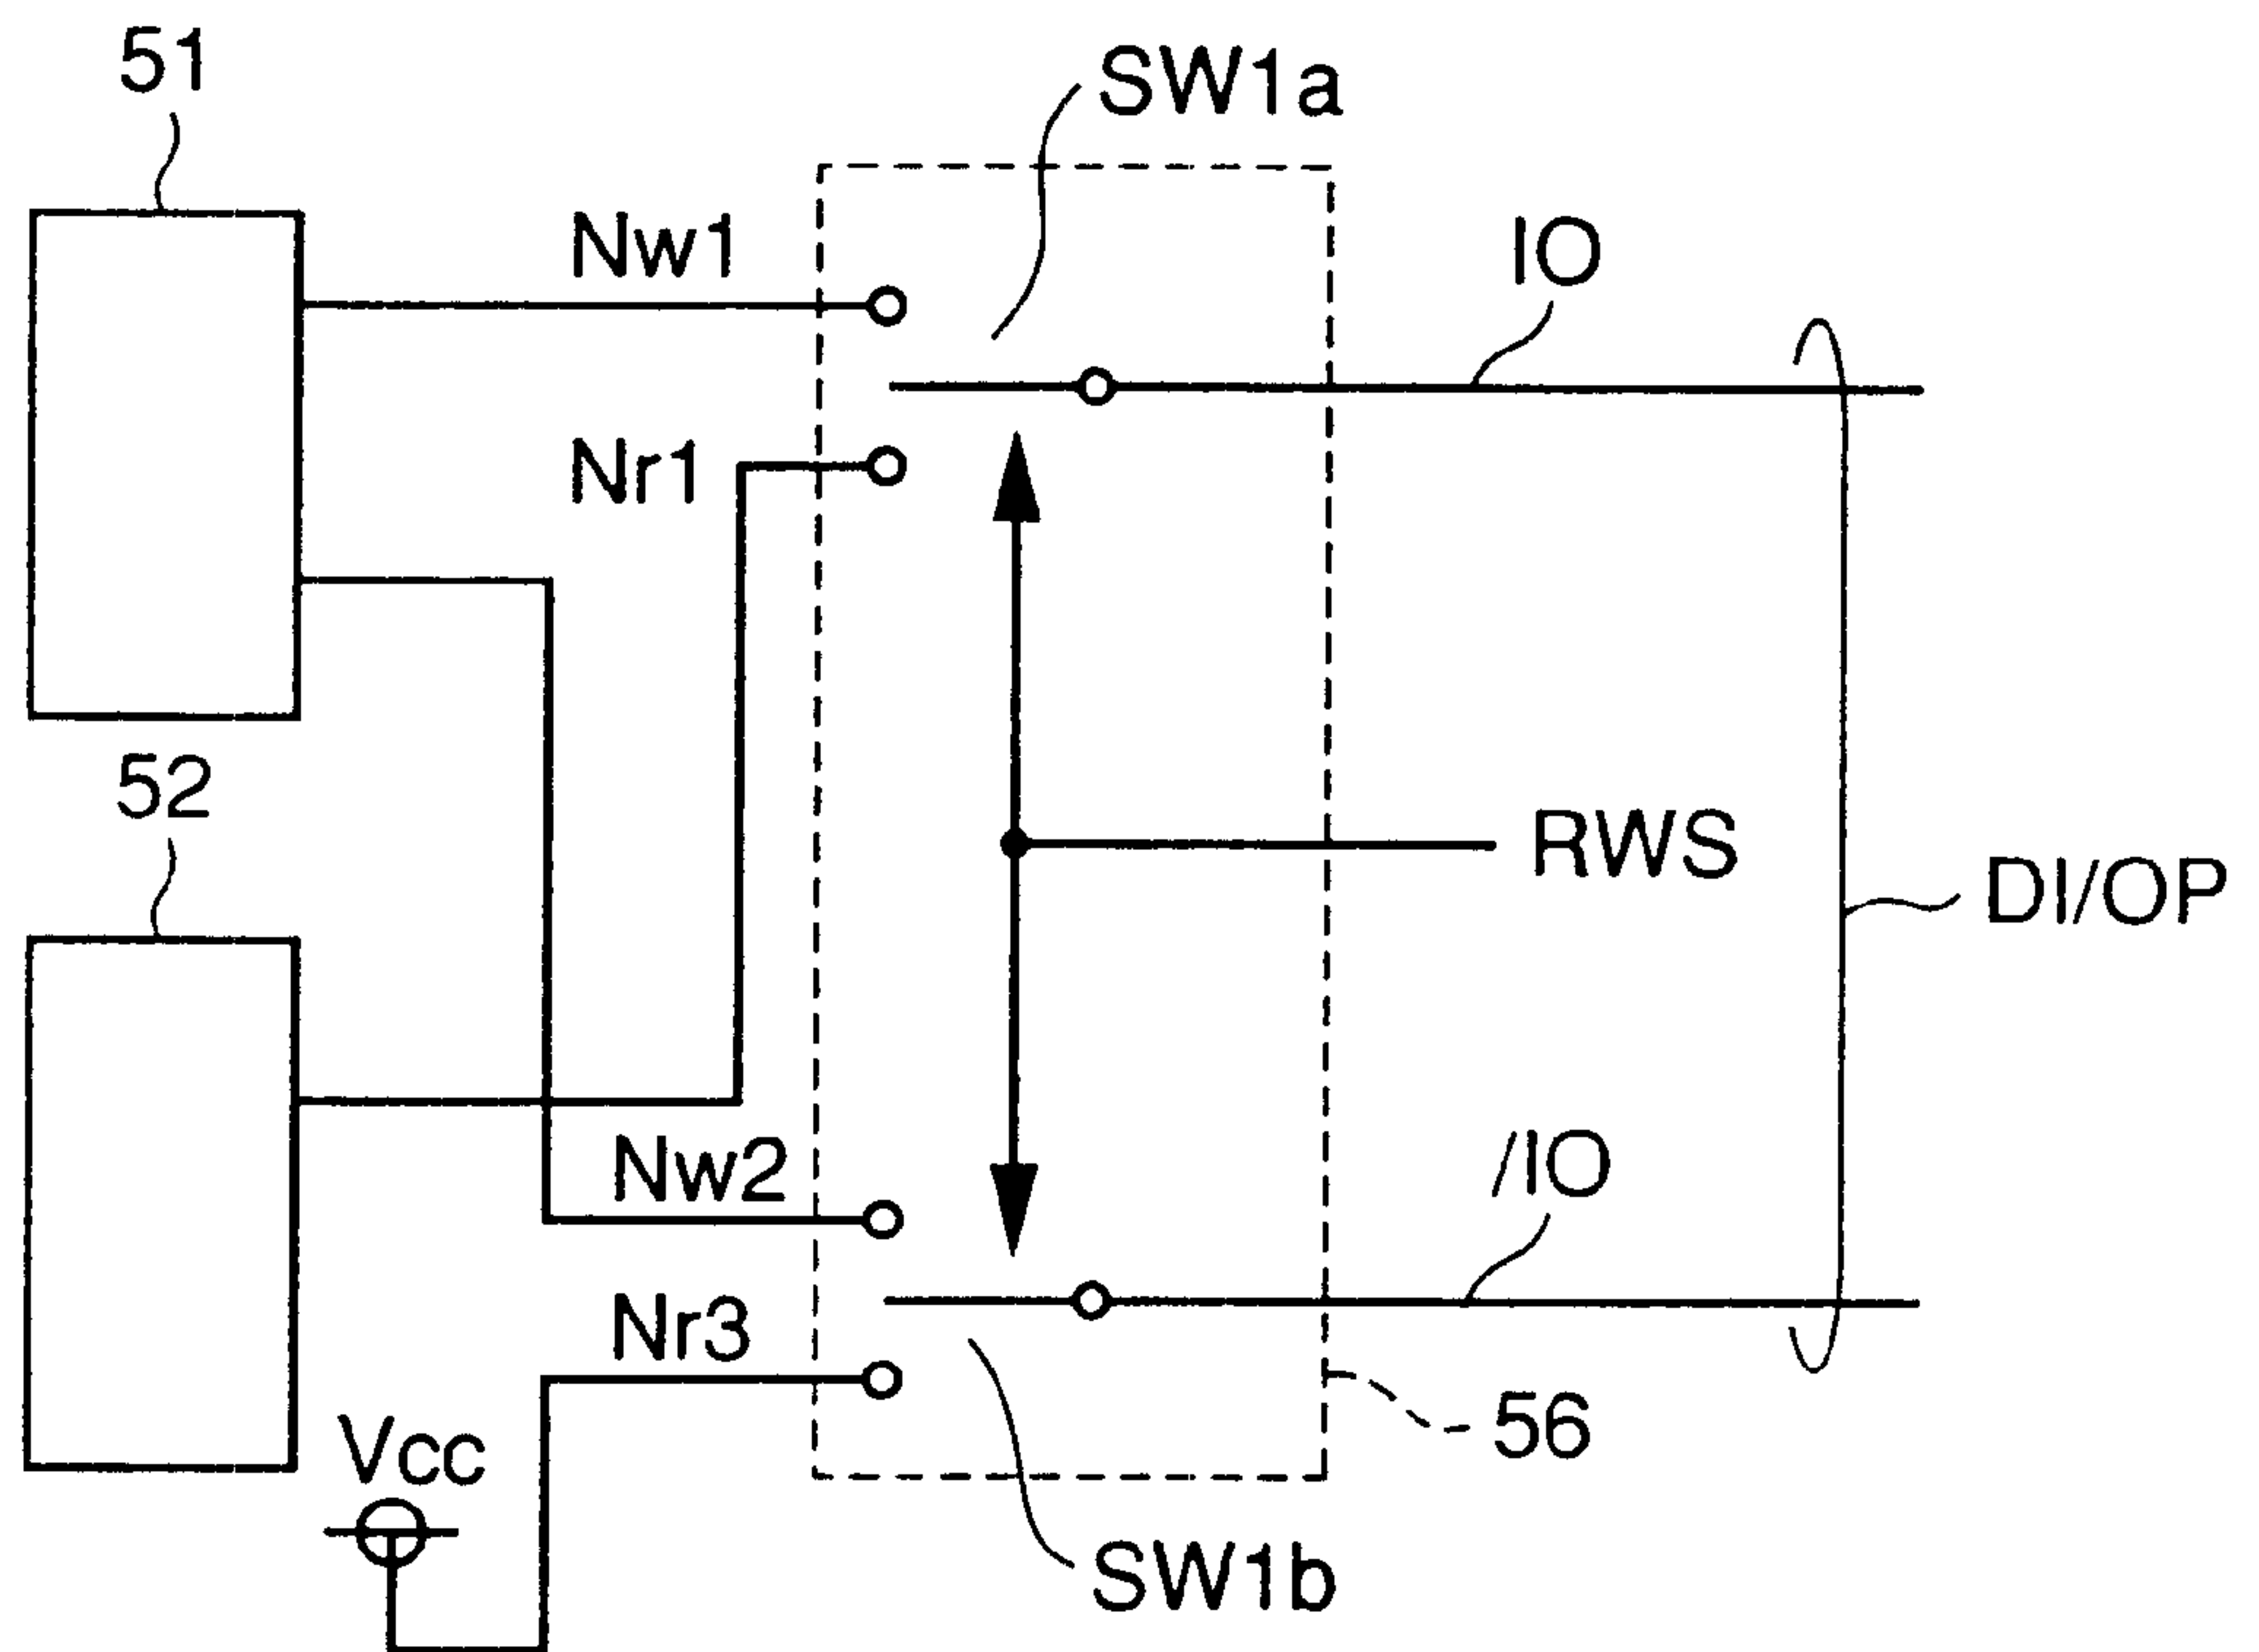 51
SW1a
Nw1
IO
Nr1
52
RWS
DI/OP
Nw2
/IO
Nr3
56
Vcc
SW1b